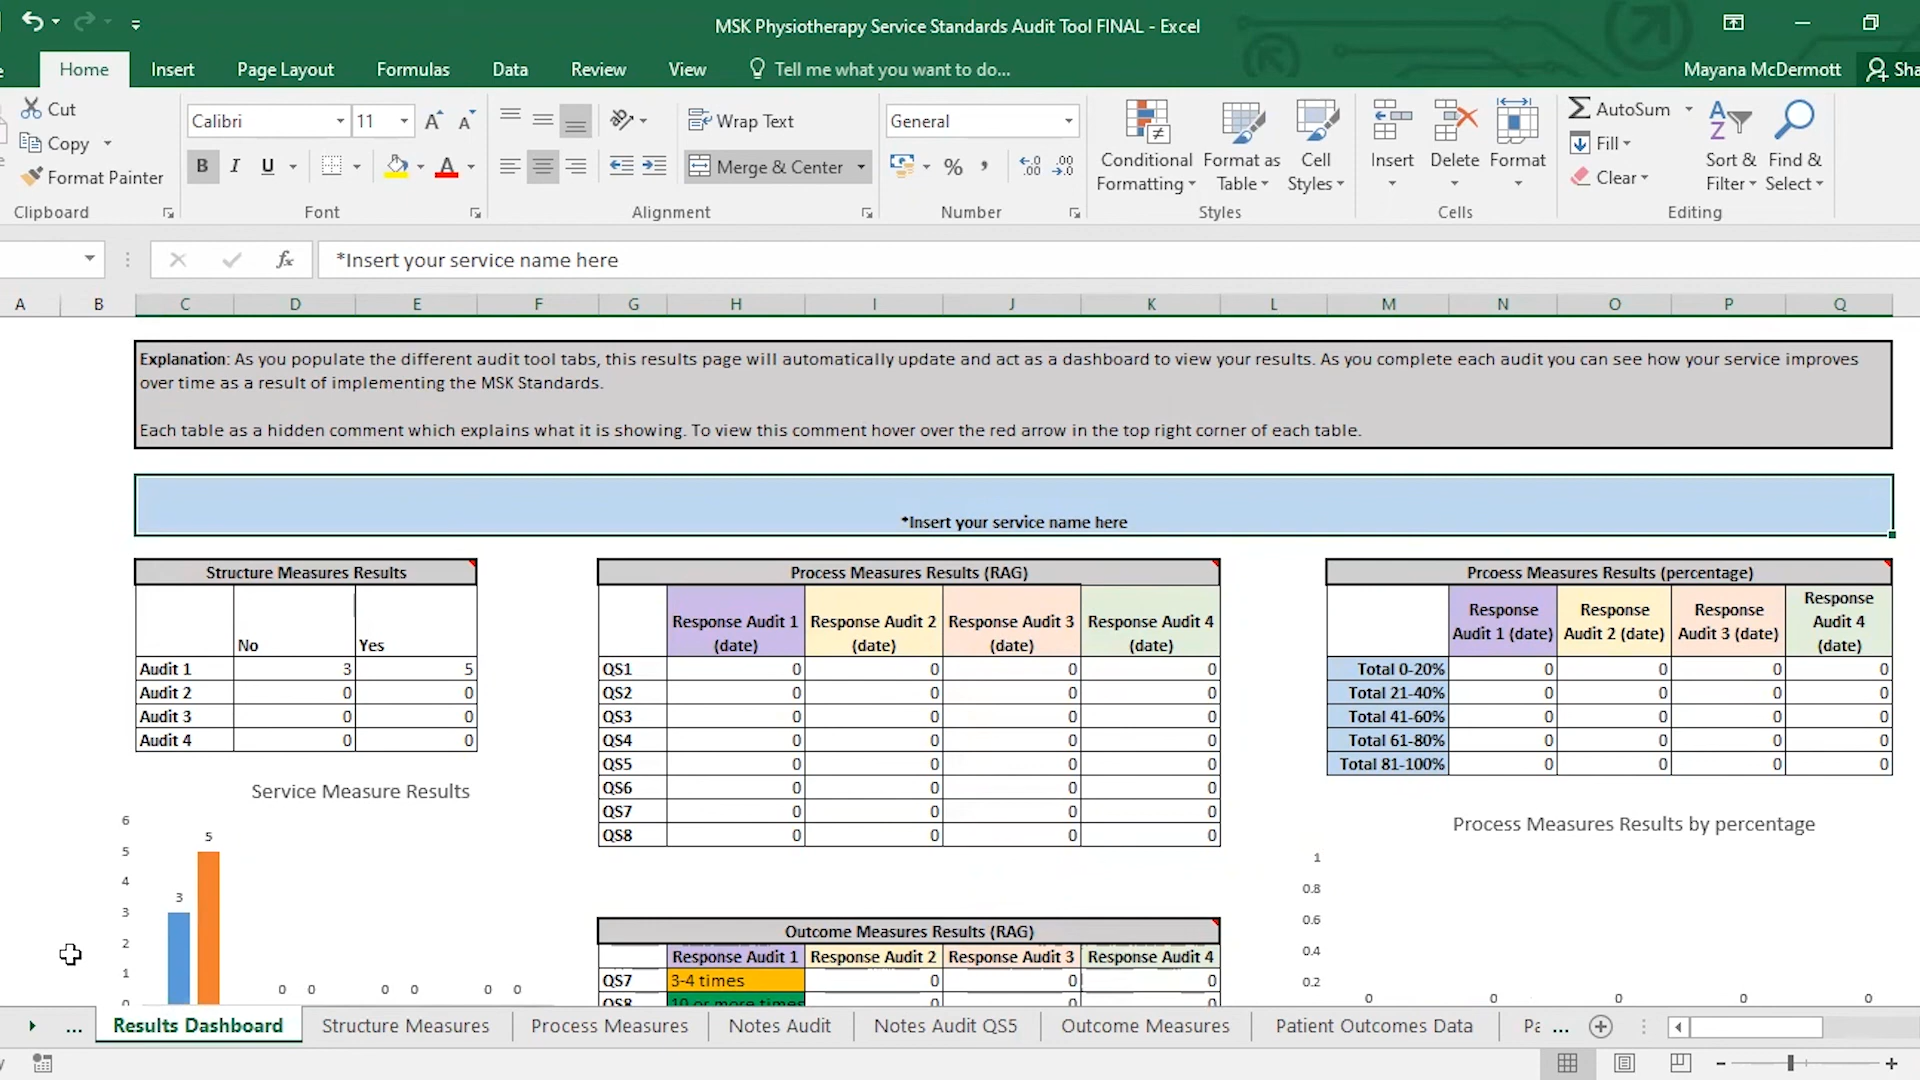 MSK Physiotherapy Service Standards Audit Tool FINAL - Excel
Home Insert Page Layout Formulas Data Review View Tell me what you want to do... Mayana McDermott
Cut
Copy
Format Painter
Clipboard
Calibri 11
B I U
Font
Wrap Text
Merge & Center
Alignment
General
%
Number
Conditional Formatting
Format as Table
Cell Styles
Styles
Insert Delete Format
Cells
AutoSum
Fill
Clear
Sort & Filter
Find & Select
Editing
fx *Insert your service name here
A B C D E F G H I J K L M N O P Q
Explanation: As you populate the different audit tool tabs, this results page will automatically update and act as a dashboard to view your results. As you complete each audit you can see how your service improves
over time as a result of implementing the MSK Standards.
Each table as a hidden comment which explains what it is showing. To view this comment hover over the red arrow in the top right corner of each table.
*Insert your service name here
Structure Measures Results
No Yes
Audit 1 3 5
Audit 2 0 0
Audit 3 0 0
Audit 4 0 0
Service Measure Results
6
5
4
3
2
1
0
3 5 0 0 0 0 0 0
Process Measures Results (RAG)
Response Audit 1 (date) Response Audit 2 (date) Response Audit 3 (date) Response Audit 4 (date)
QS1 0 0 0 0
QS2 0 0 0 0
QS3 0 0 0 0
QS4 0 0 0 0
QS5 0 0 0 0
QS6 0 0 0 0
QS7 0 0 0 0
QS8 0 0 0 0
Outcome Measures Results (RAG)
Response Audit 1 Response Audit 2 Response Audit 3 Response Audit 4
QS7 3-4 times 0 0 0
QS8 10 or more times 0 0 0
Prcoess Measures Results (percentage)
Response Audit 1 (date) Response Audit 2 (date) Response Audit 3 (date) Response Audit 4 (date)
Total 0-20% 0 0 0 0
Total 21-40% 0 0 0 0
Total 41-60% 0 0 0 0
Total 61-80% 0 0 0 0
Total 81-100% 0 0 0 0
Process Measures Results by percentage
1
0.8
0.6
0.4
0.2
0 0 0 0 0
... Results Dashboard Structure Measures Process Measures Notes Audit Notes Audit QS5 Outcome Measures Patient Outcomes Data ...